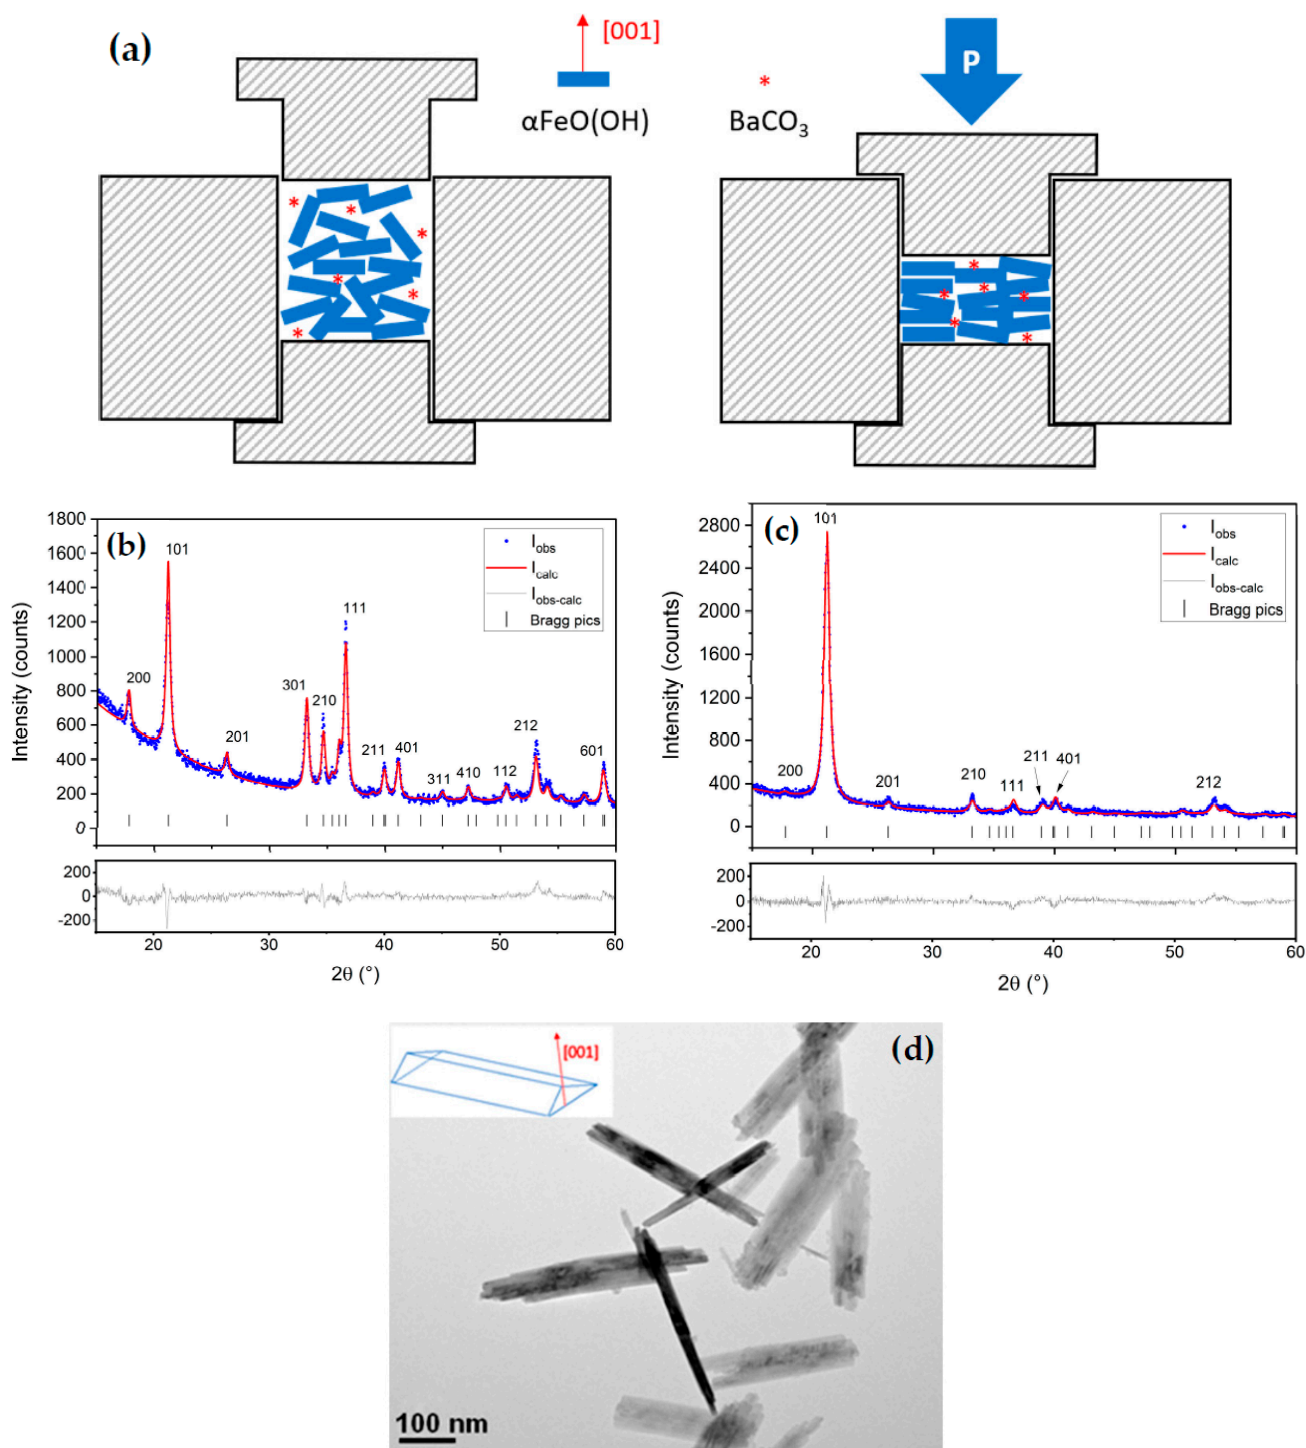 (a)
[001]
αFeO(OH)
*
BaCO3
P
(b)
1800
1600
1400
1200
1000
800
600
400
200
0
200
0
-200
Intensity (counts)
Iobs
Icalc
Iobs-calc
Bragg pics
200
101
201
301
210
111
211
401
311
410
112
212
601
20
30
40
50
60
2θ (°)
(c)
2800
2400
2000
1600
1200
800
400
0
200
0
-200
Intensity (counts)
Iobs
Icalc
Iobs-calc
Bragg pics
101
200
201
210
111
211
401
212
20
30
40
50
60
2θ (°)
[001]
(d)
100 nm